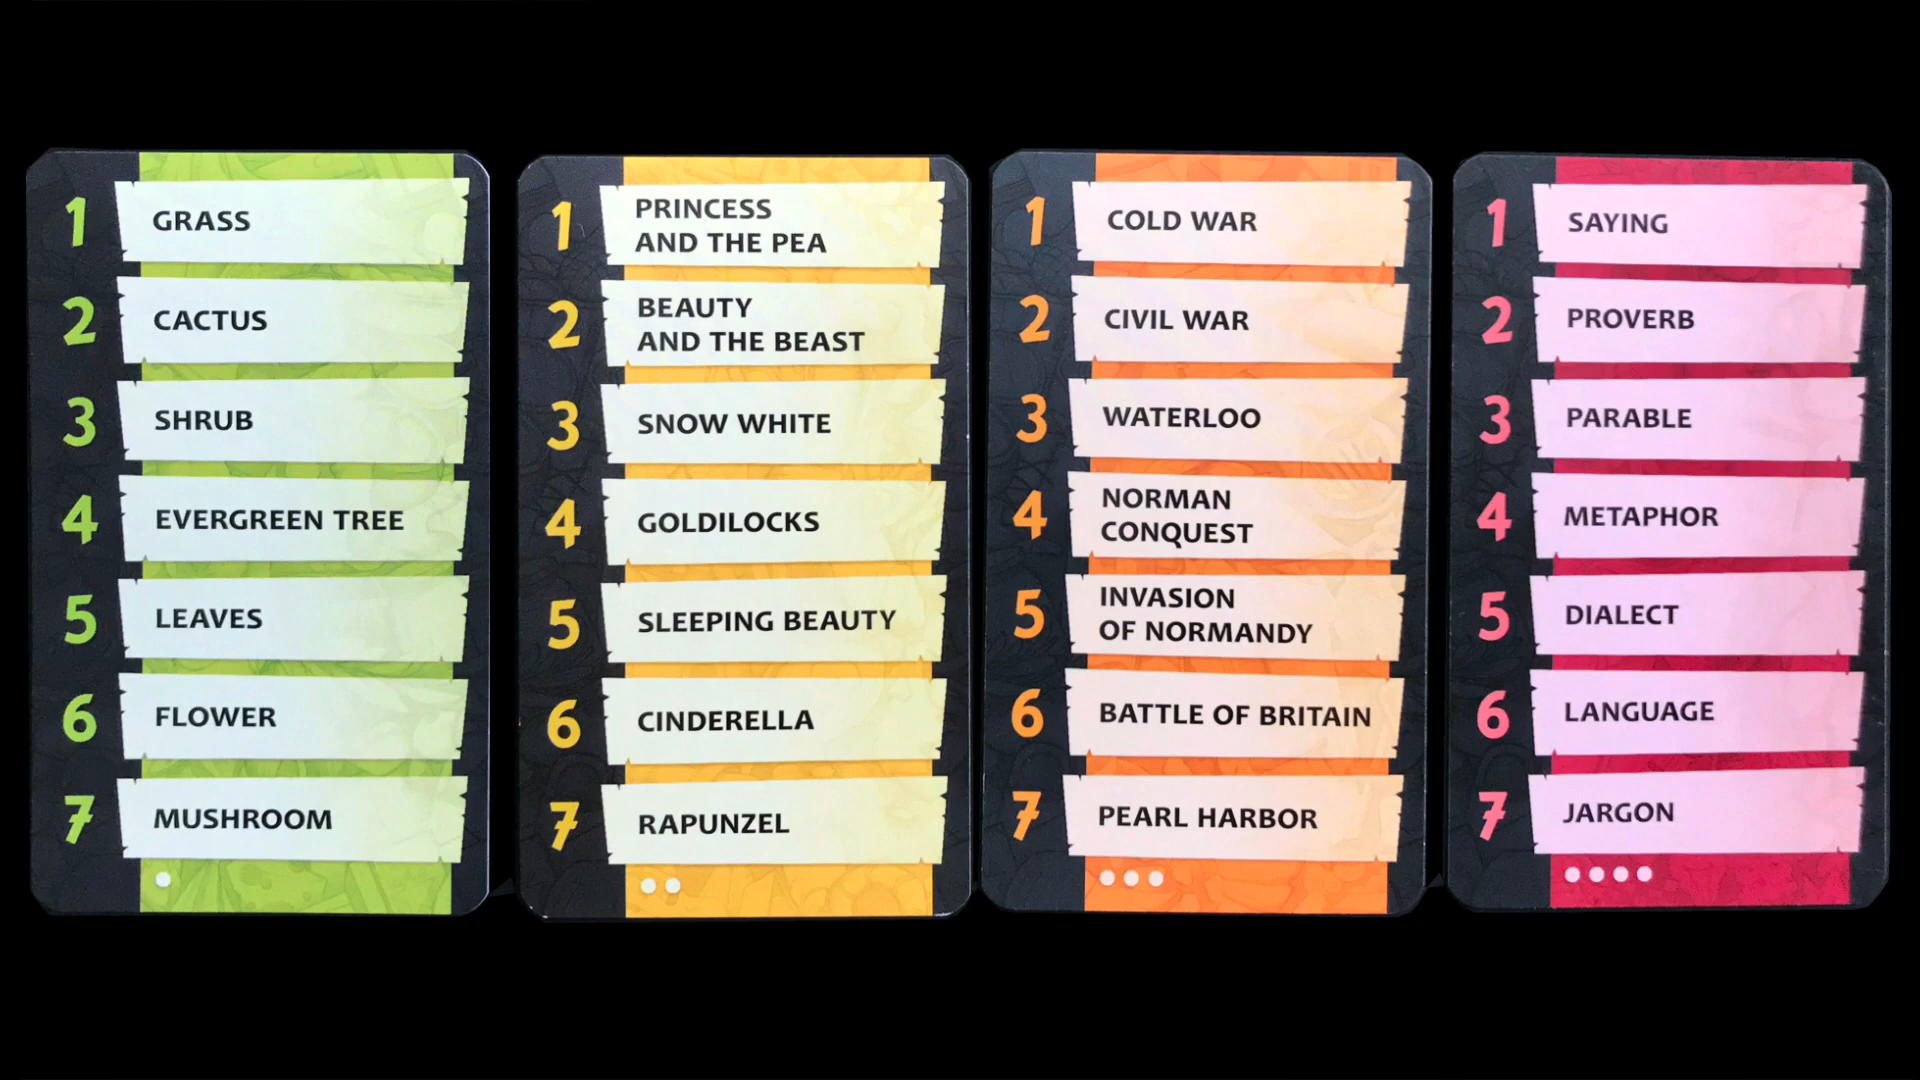 1 GRASS
2 CACTUS
3 SHRUB
4 EVERGREEN TREE
5 LEAVES
6 FLOWER
7 MUSHROOM
1 PRINCESS
AND THE PEA
2 BEAUTY
AND THE BEAST
3 SNOW WHITE
4 GOLDILOCKS
5 SLEEPING BEAUTY
6 CINDERELLA
7 RAPUNZEL
1 COLD WAR
2 CIVIL WAR
3 WATERLOO
4 NORMAN
CONQUEST
5 INVASION
OF NORMANDY
6 BATTLE OF BRITAIN
7 PEARL HARBOR
1 SAYING
2 PROVERB
3 PARABLE
4 METAPHOR
5 DIALECT
6 LANGUAGE
7 JARGON